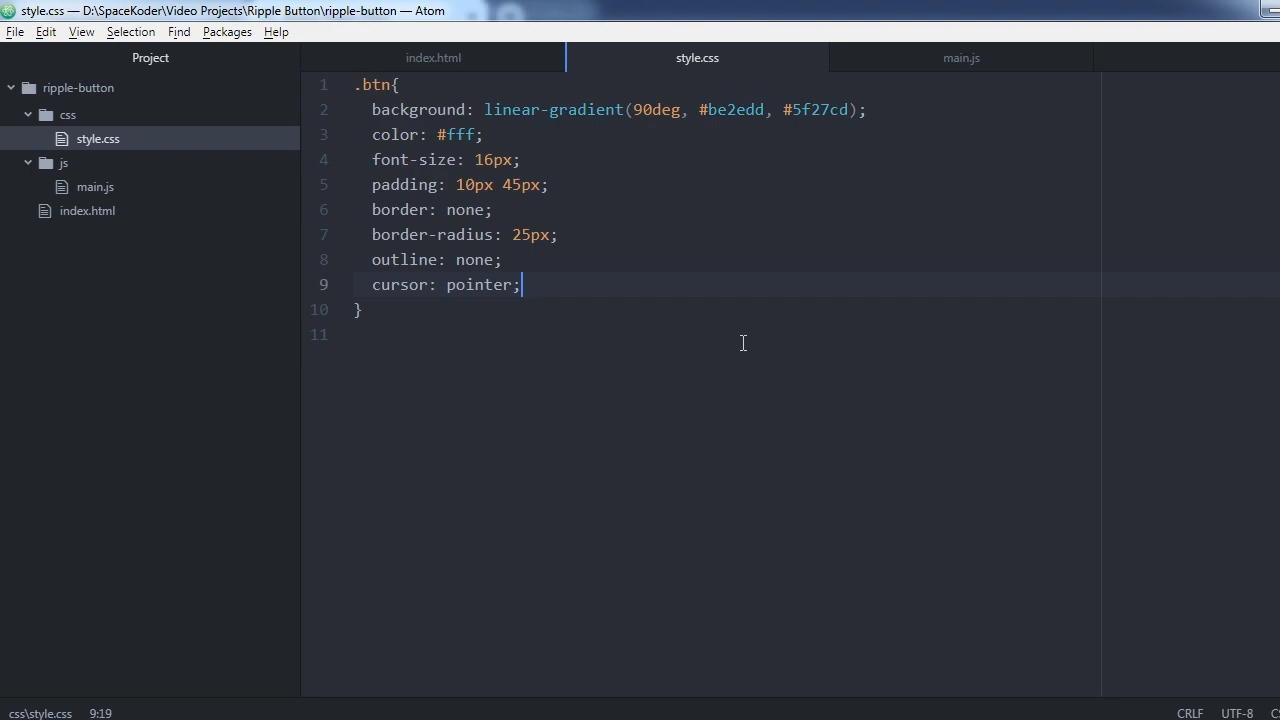 style.css — D:\SpaceKoder\Video Projects\Ripple Button\ripple-button — Atom
File Edit View Selection Find Packages Help
Project
index.html style.css main.js
ripple-button
css
style.css
js
main.js
index.html
1 .btn{
2 background: linear-gradient(90deg, #be2edd, #5f27cd);
3 color: #fff;
4 font-size: 16px;
5 padding: 10px 45px;
6 border: none;
7 border-radius: 25px;
8 outline: none;
9 cursor: pointer;
10 }
11
css\style.css 9:19 CRLF UTF-8